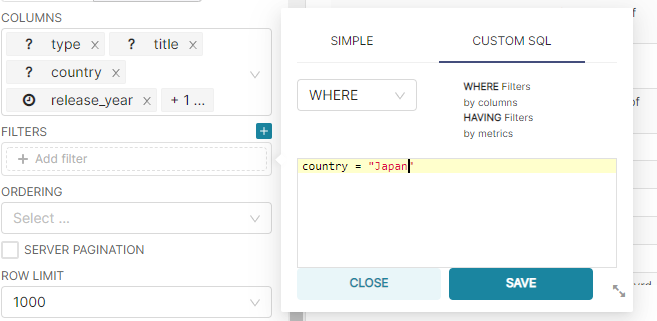 COLUMNS
? type x ? title x
? country x
release_year x + 1 ...
FILTERS
+
+ Add filter
ORDERING
Select ...
SERVER PAGINATION
ROW LIMIT
1000
SIMPLE
CUSTOM SQL
WHERE
WHERE Filters
by columns
HAVING Filters
by metrics
country = "Japan"
CLOSE
SAVE
f
of